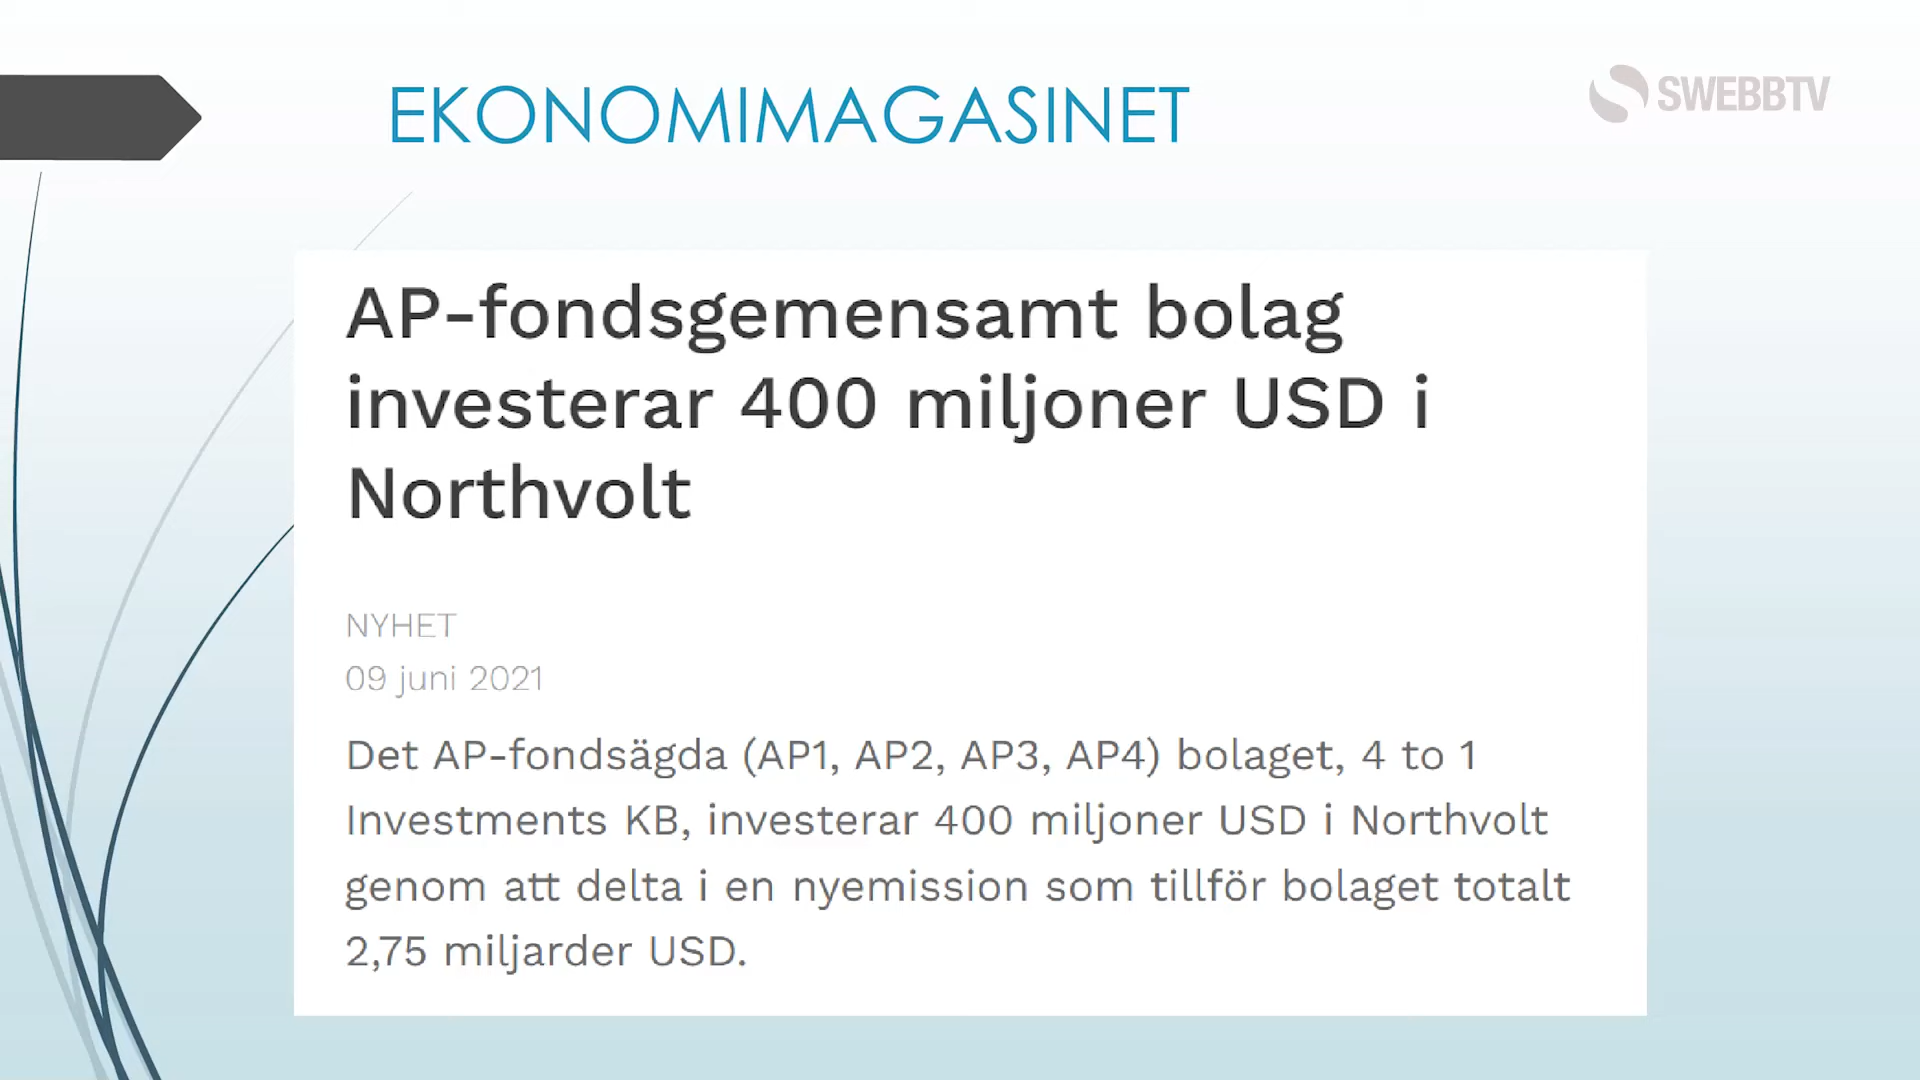 EKONOMIMAGASINET
SWEBBTV
AP-fondsgemensamt bolag
investerar 400 miljoner USD i
Northvolt
NYHET
09 juni 2021
Det AP-fondsägda (AP1, AP2, AP3, AP4) bolaget, 4 to 1
Investments KB, investerar 400 miljoner USD i Northvolt
genom att delta i en nyemission som tillför bolaget totalt
2,75 miljarder USD.